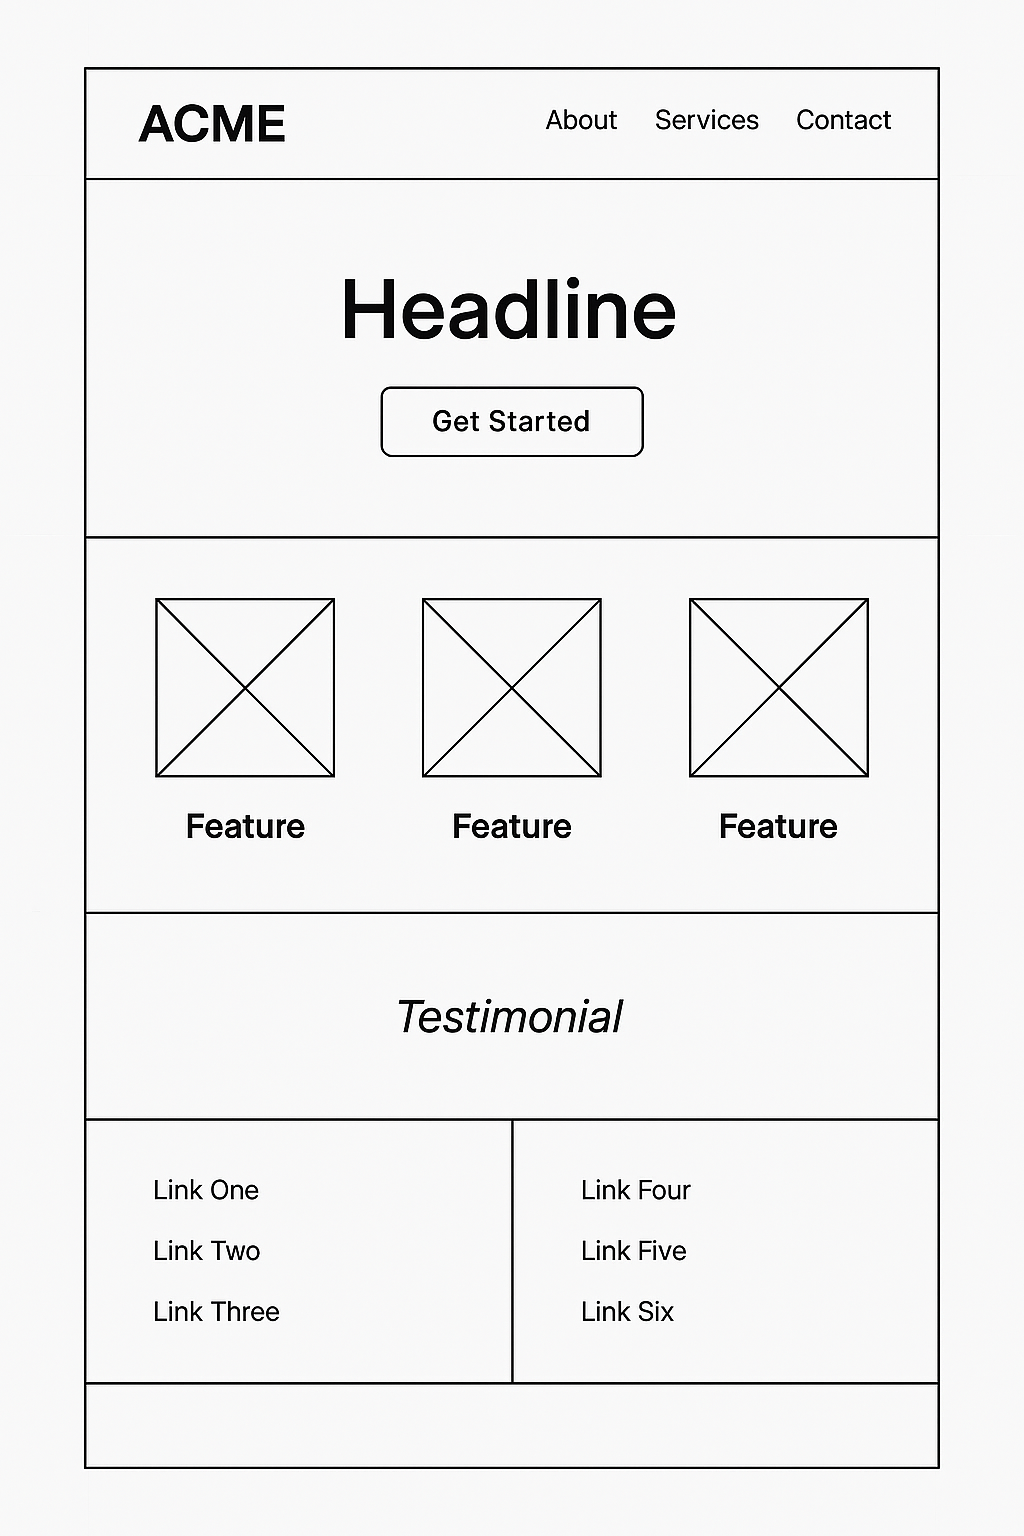 ACME
About Services Contact
Headline
Get Started
Feature Feature Feature
Testimonial
Link One
Link Two
Link Three
Link Four
Link Five
Link Six